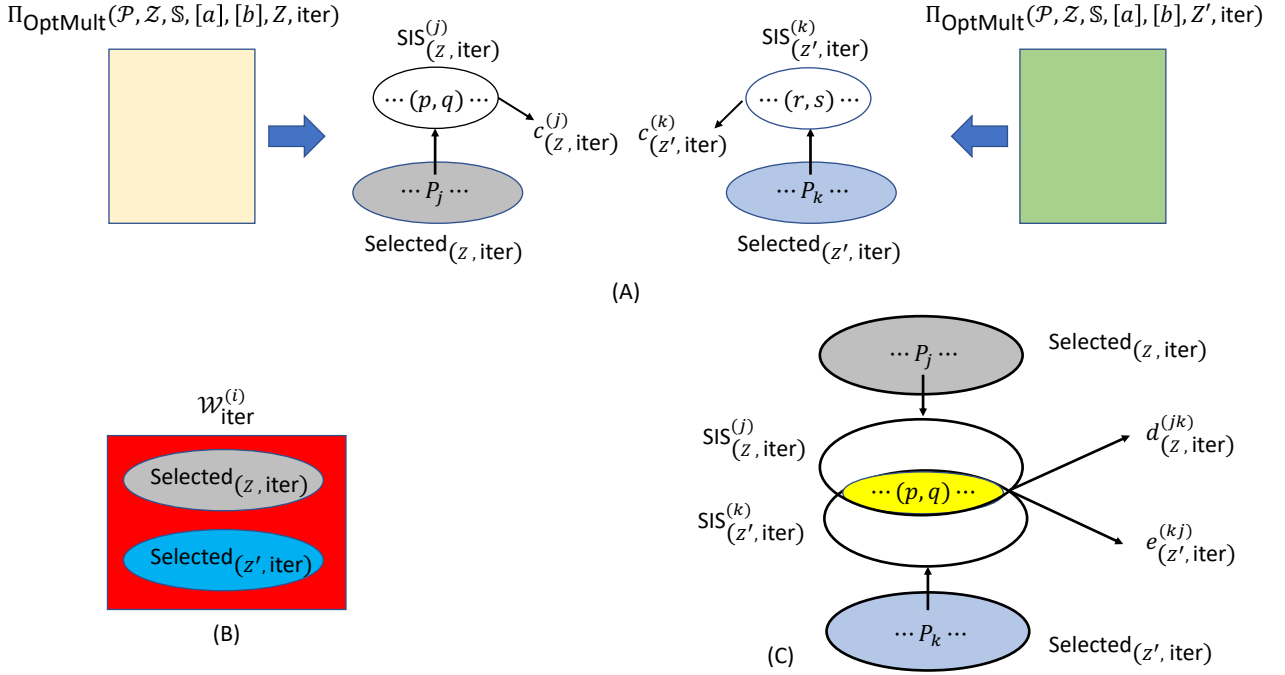 Π_OptMult(𝒫, 𝒵, 𝕊, [a], [b], Z, iter)
SIS^(j)_(Z, iter)
SIS^(k)_(Z′, iter)
Π_OptMult(𝒫, 𝒵, 𝕊, [a], [b], Z′, iter)
⋯ (p, q) ⋯
⋯ (r, s) ⋯
c^(j)_(Z, iter)
c^(k)_(Z′, iter)
⋯ P_j ⋯
⋯ P_k ⋯
Selected_(Z, iter)
Selected_(Z′, iter)
(A)
𝒲^(i)_iter
Selected_(Z, iter)
Selected_(Z′, iter)
(B)
⋯ P_j ⋯
Selected_(Z, iter)
SIS^(j)_(Z, iter)
d^(jk)_(Z, iter)
⋯ (p, q) ⋯
SIS^(k)_(Z′, iter)
e^(kj)_(Z′, iter)
⋯ P_k ⋯
Selected_(Z′, iter)
(C)